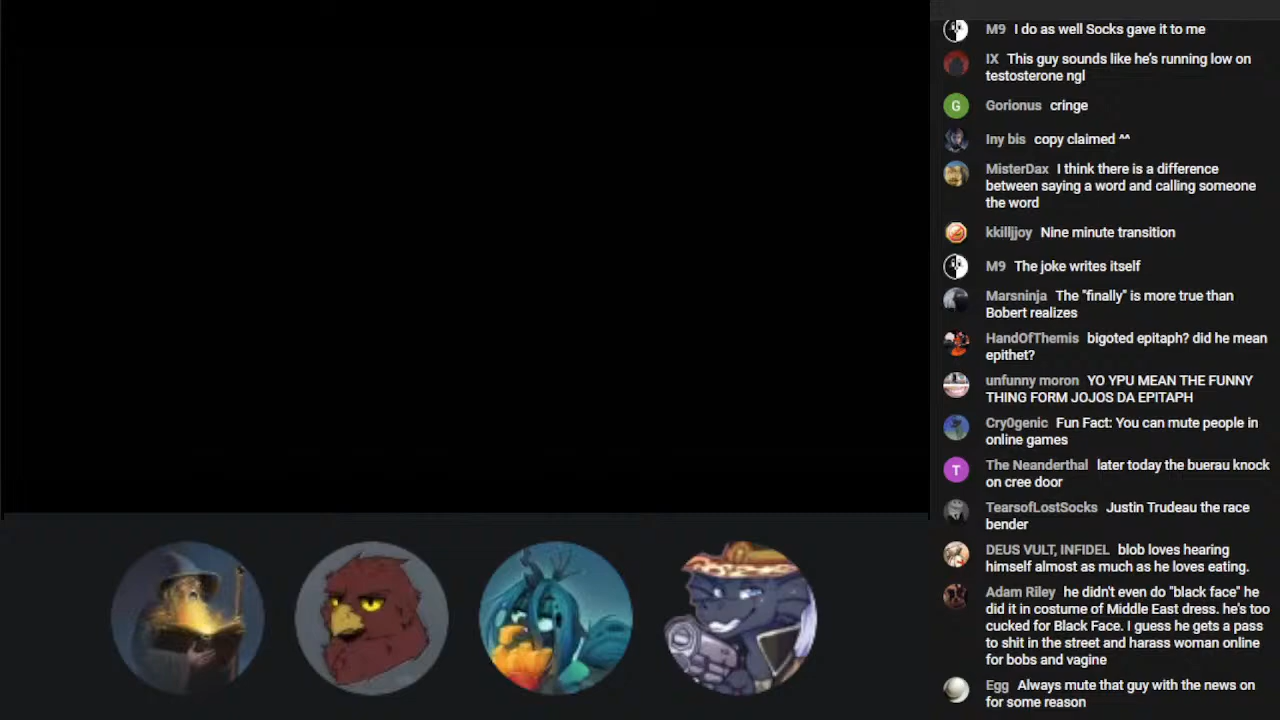 M9 I do as well Socks gave it to me
IX This guy sounds like he's running low on
testosterone ngl
G
Gorionus cringe
Iny bis copy claimed ^^
MisterDax I think there is a difference
between saying a word and calling someone
the word
kkilljjoy Nine minute transition
M9 The joke writes itself
Marsninja The "finally" is more true than
Bobert realizes
HandOfThemis bigoted epitaph? did he mean
epithet?
unfunny moron YO YPU MEAN THE FUNNY
THING FORM JOJOS DA EPITAPH
Cry0genic Fun Fact: You can mute people in
online games
T
The Neanderthal later today the buerau knock
on cree door
TearsofLostSocks Justin Trudeau the race
bender
DEUS VULT, INFIDEL blob loves hearing
himself almost as much as he loves eating.
Adam Riley he didn't even do "black face" he
did it in costume of Middle East dress. he's too
cucked for Black Face. I guess he gets a pass
to shit in the street and harass woman online
for bobs and vagine
Egg Always mute that guy with the news on
for some reason